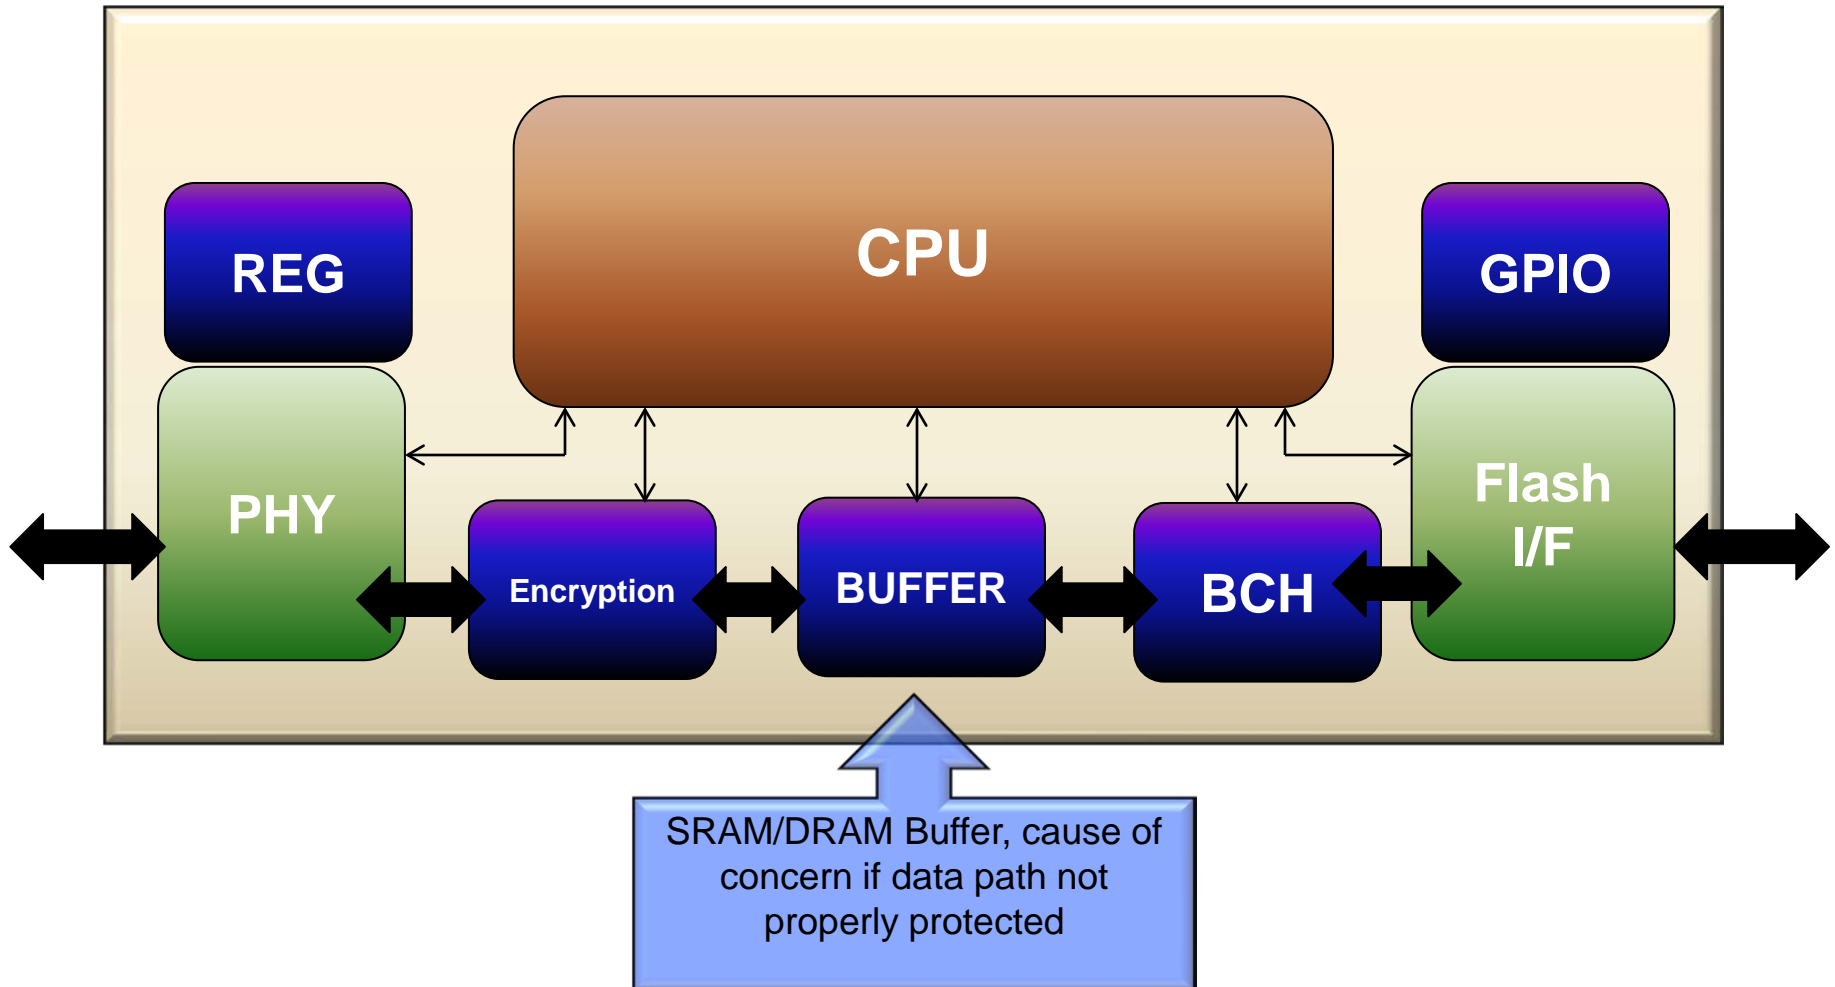 CPU
REG
GPIO
PHY
Flash
I/F
Encryption
BUFFER
BCH
SRAM/DRAM Buffer, cause of
concern if data path not
properly protected